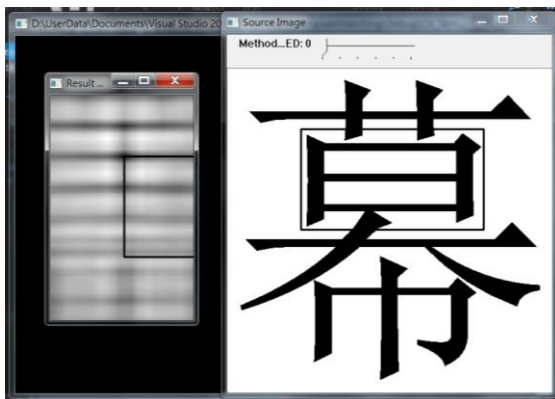 D:\UserData\Documents\Visual Studio 20
Source Image
Method...ED: 0
Result ...
幕